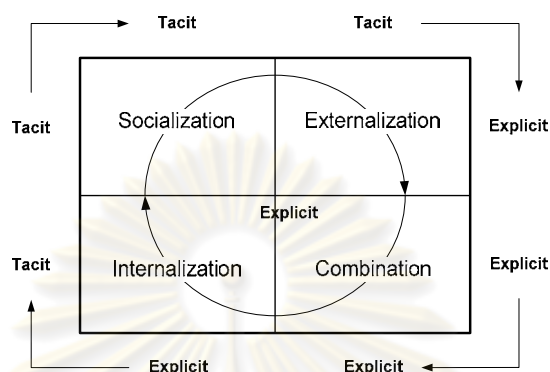 Tacit Tacit
Socialization Externalization
Tacit Explicit
Explicit
Tacit Explicit
Internalization Combination
Explicit Explicit